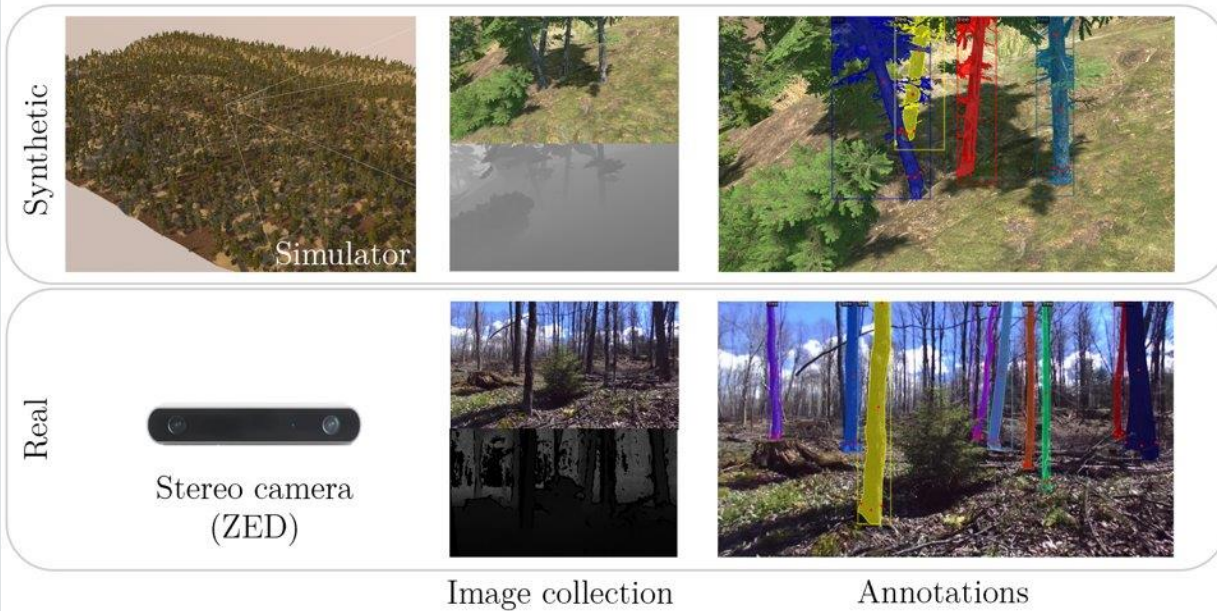 Synthetic
Simulator
Real
Stereo camera
(ZED)
Image collection
Annotations